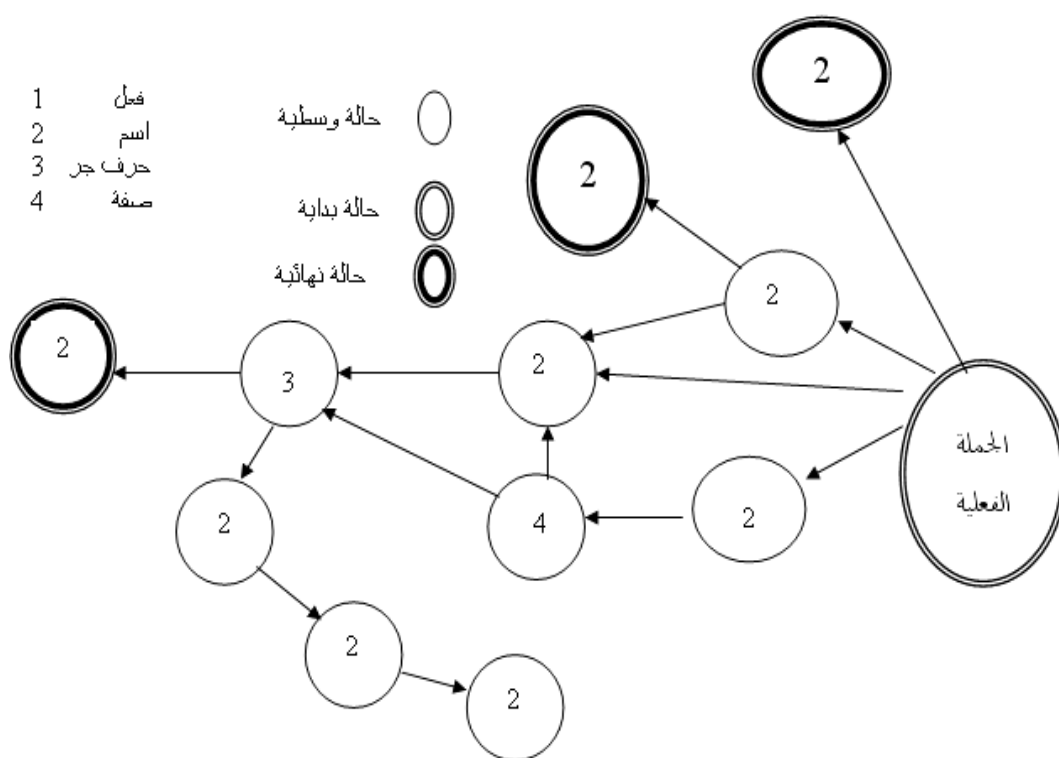 فعل 1
اسم 2
حرف جر 3
صفة 4
حالة وسطية
حالة بداية
حالة نهائية
2
2
2
2
2
3
2
2
4
2
2
2
الجملة
الفعلية